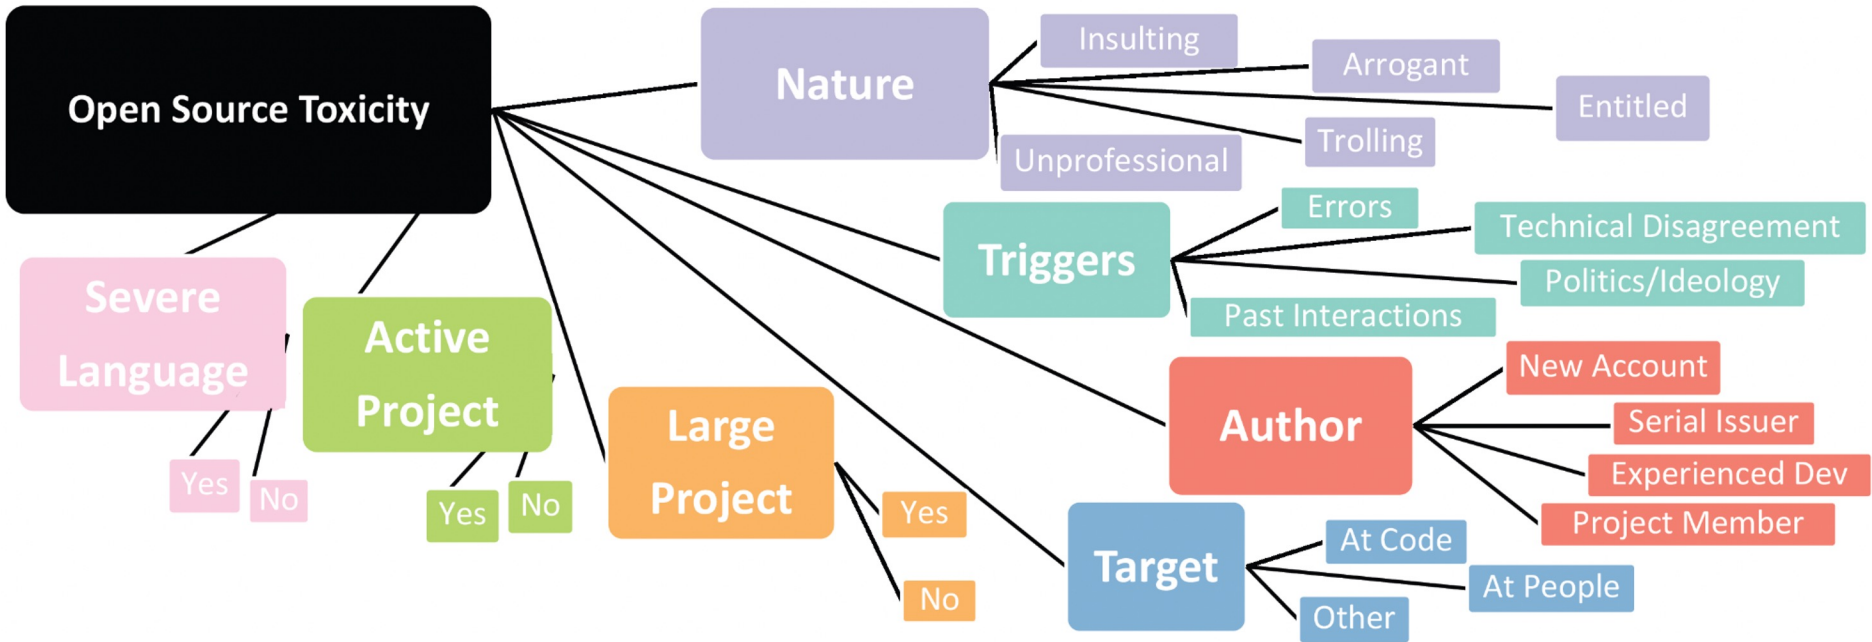 Open Source Toxicity
Nature
Insulting
Arrogant
Entitled
Trolling
Unprofessional
Triggers
Errors
Technical Disagreement
Politics/Ideology
Past Interactions
Author
New Account
Serial Issuer
Experienced Dev
Project Member
Target
At Code
At People
Other
Large
Project
Yes
No
Active
Project
Yes
No
Severe
Language
Yes
No